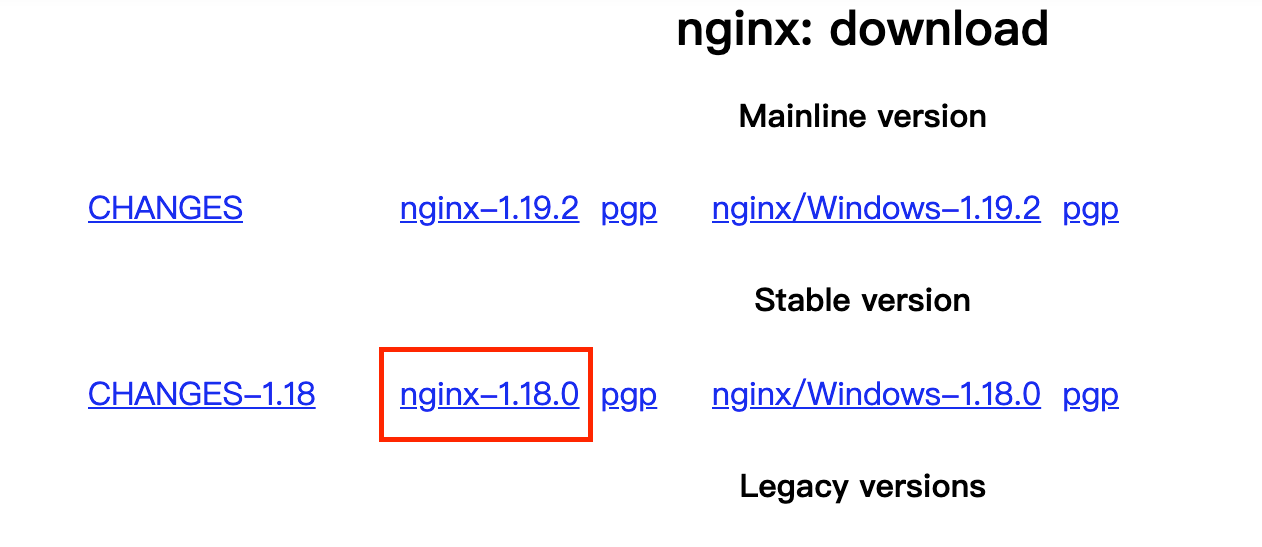 nginx: download
Mainline version
CHANGES nginx-1.19.2 pgp nginx/Windows-1.19.2 pgp
Stable version
CHANGES-1.18 nginx-1.18.0 pgp nginx/Windows-1.18.0 pgp
Legacy versions